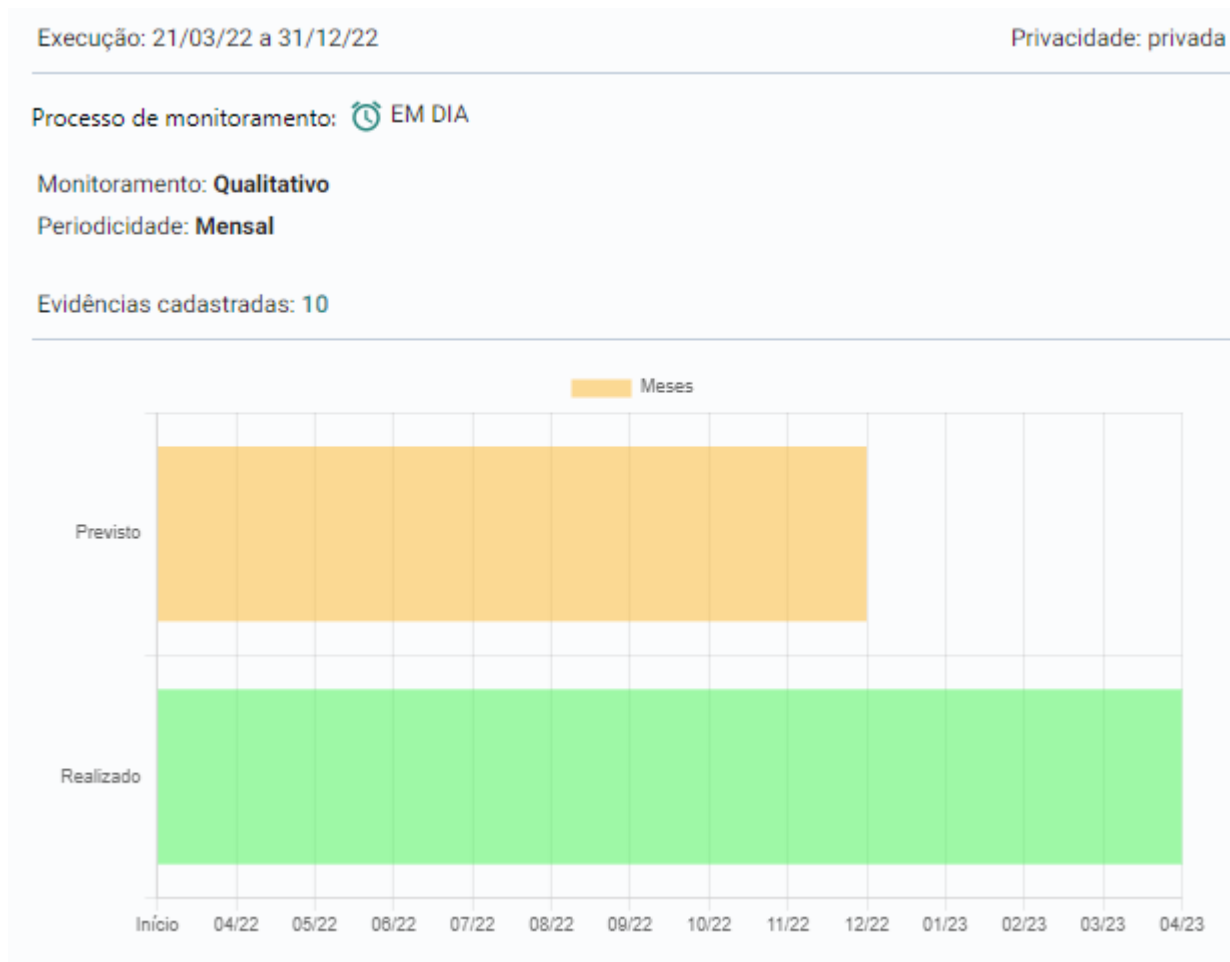 Execução: 21/03/22 a 31/12/22 Privacidade: privada
Processo de monitoramento: EM DIA
Monitoramento: Qualitativo
Periodicidade: Mensal
Evidências cadastradas: 10
Meses
Previsto
Realizado
Início 04/22 05/22 06/22 07/22 08/22 09/22 10/22 11/22 12/22 01/23 02/23 03/23 04/23